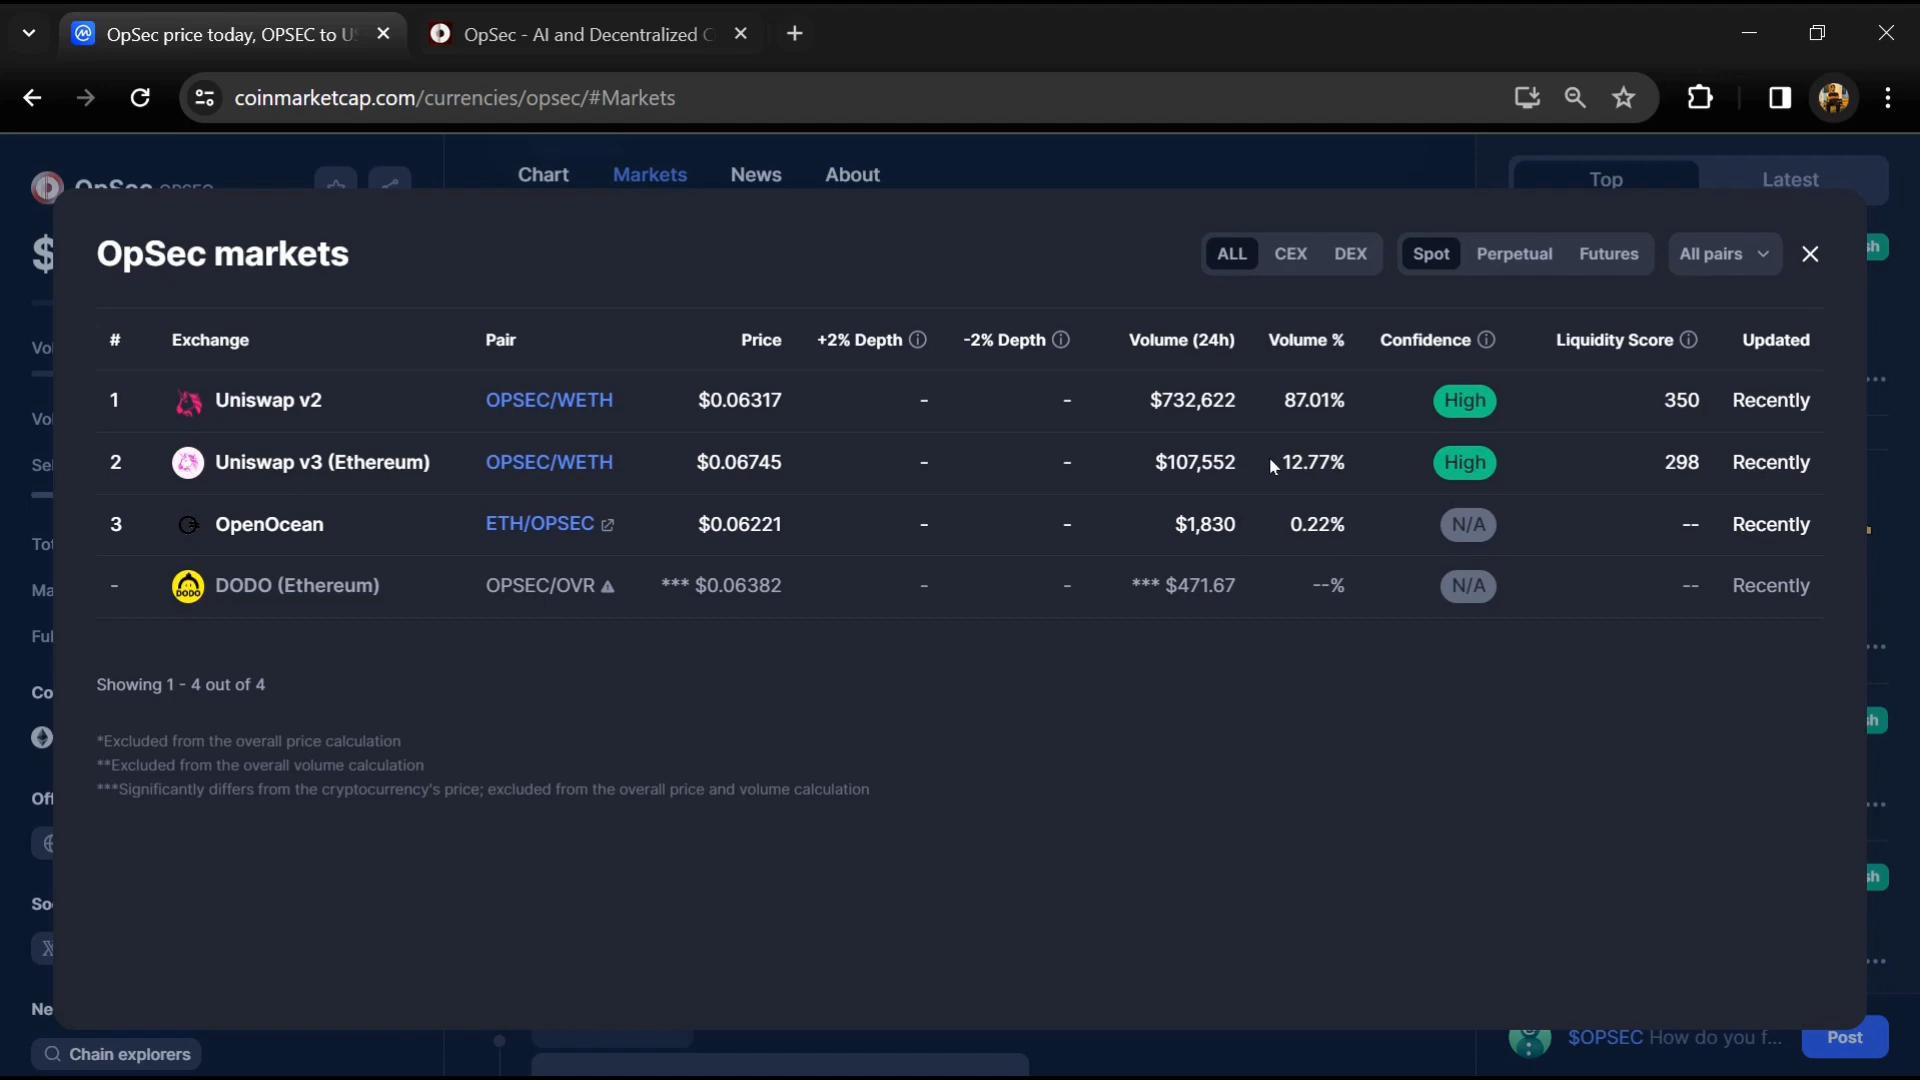 OpSec price today, OPSEC to US
OpSec - AI and Decentralized C
coinmarketcap.com/currencies/opsec/#Markets
OpSec OPSEC
Chart Markets News About
Top Latest
OpSec markets
ALL CEX DEX Spot Perpetual Futures All pairs
# Exchange Pair Price +2% Depth -2% Depth Volume (24h) Volume % Confidence Liquidity Score Updated
1 Uniswap v2 OPSEC/WETH $0.06317 - - $732,622 87.01% High 350 Recently
2 Uniswap v3 (Ethereum) OPSEC/WETH $0.06745 - - $107,552 12.77% High 298 Recently
3 OpenOcean ETH/OPSEC $0.06221 - - $1,830 0.22% N/A -- Recently
- DODO (Ethereum) OPSEC/OVR *** $0.06382 - - *** $471.67 --% N/A -- Recently
Showing 1 - 4 out of 4
*Excluded from the overall price calculation
**Excluded from the overall volume calculation
***Significantly differs from the cryptocurrency's price; excluded from the overall price and volume calculation
Chain explorers
$OPSEC How do you f... Post